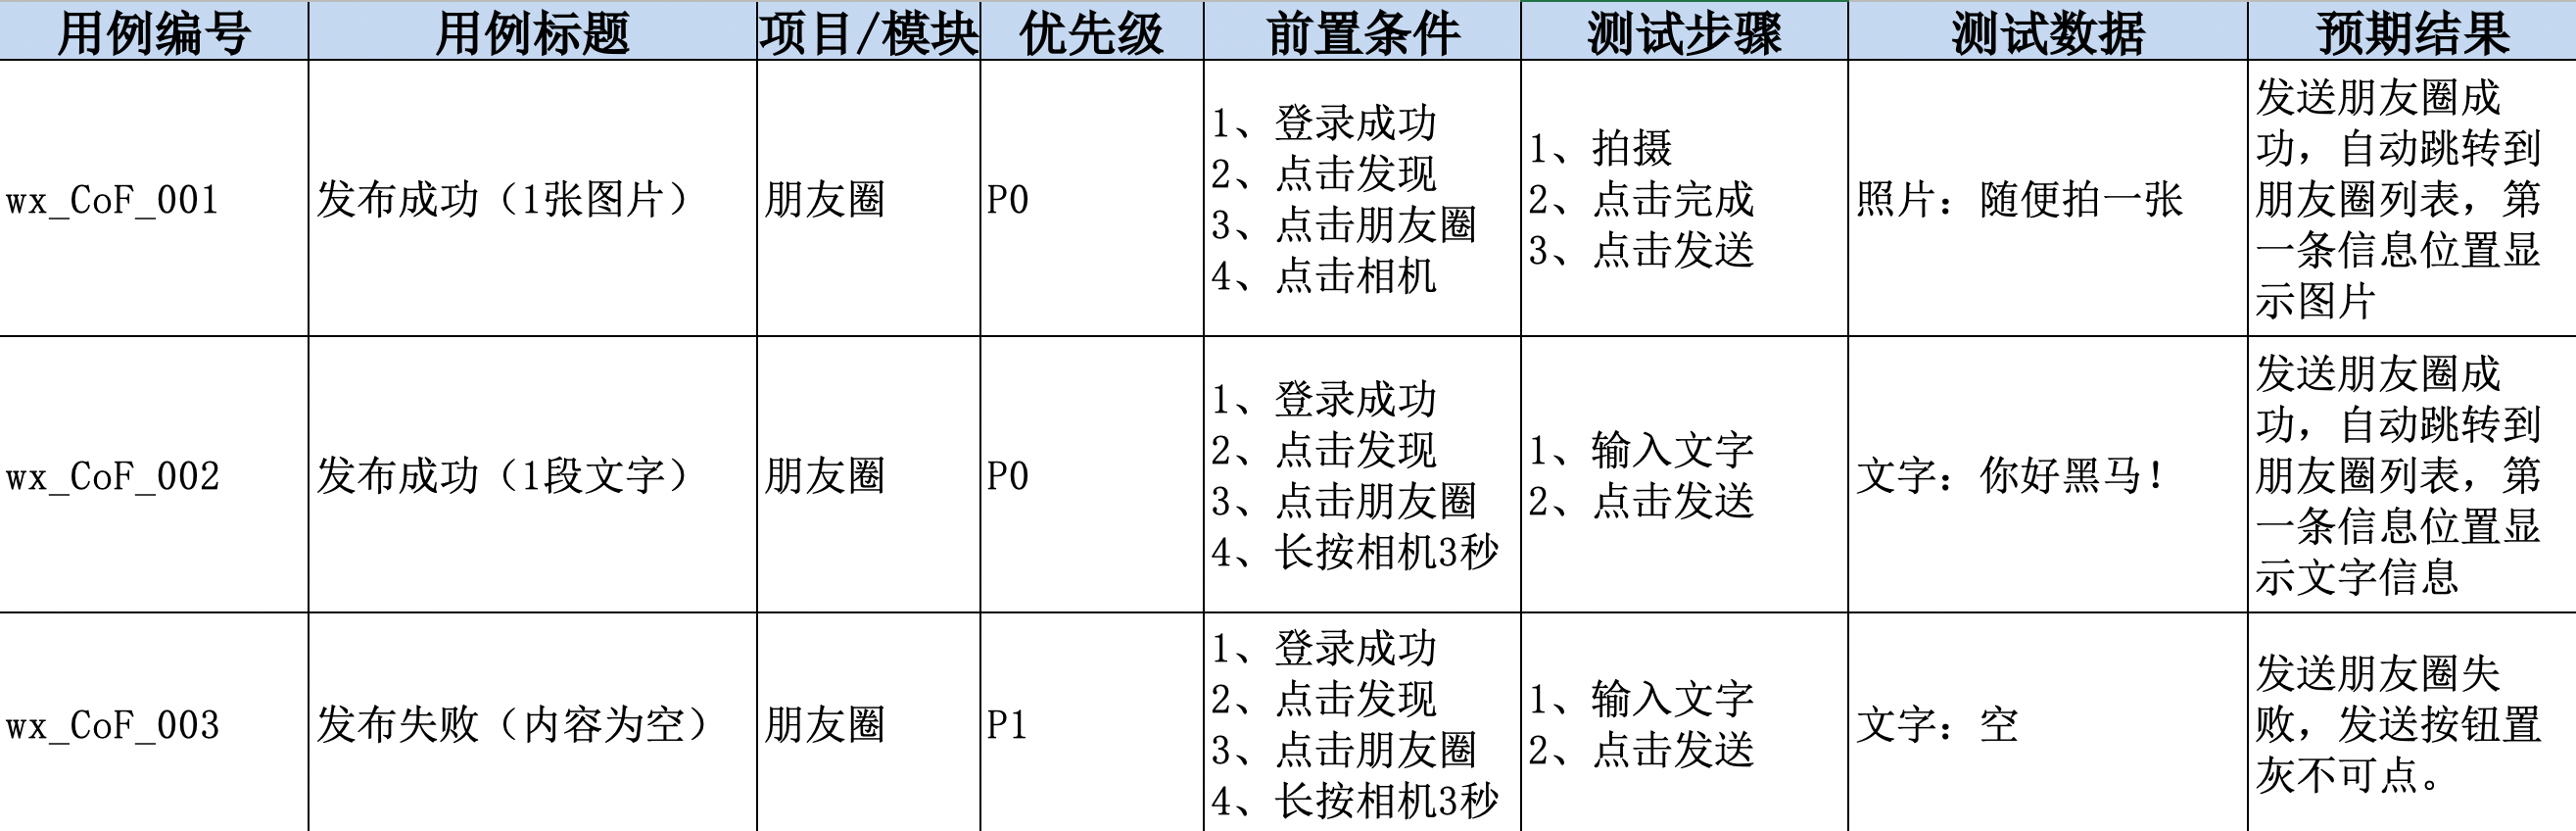 用例编号 用例标题 项目/模块 优先级 前置条件 测试步骤 测试数据 预期结果
wx_CoF_001
发布成功（1张图片）
朋友圈
P0
1、登录成功
2、点击发现
3、点击朋友圈
4、点击相机
1、拍摄
2、点击完成
3、点击发送
照片：随便拍一张
发送朋友圈成
功，自动跳转到
朋友圈列表，第
一条信息位置显
示图片
wx_CoF_002
发布成功（1段文字）
朋友圈
P0
1、登录成功
2、点击发现
3、点击朋友圈
4、长按相机3秒
1、输入文字
2、点击发送
文字：你好黑马！
发送朋友圈成
功，自动跳转到
朋友圈列表，第
一条信息位置显
示文字信息
wx_CoF_003
发布失败（内容为空）
朋友圈
P1
1、登录成功
2、点击发现
3、点击朋友圈
4、长按相机3秒
1、输入文字
2、点击发送
文字：空
发送朋友圈失
败，发送按钮置
灰不可点。